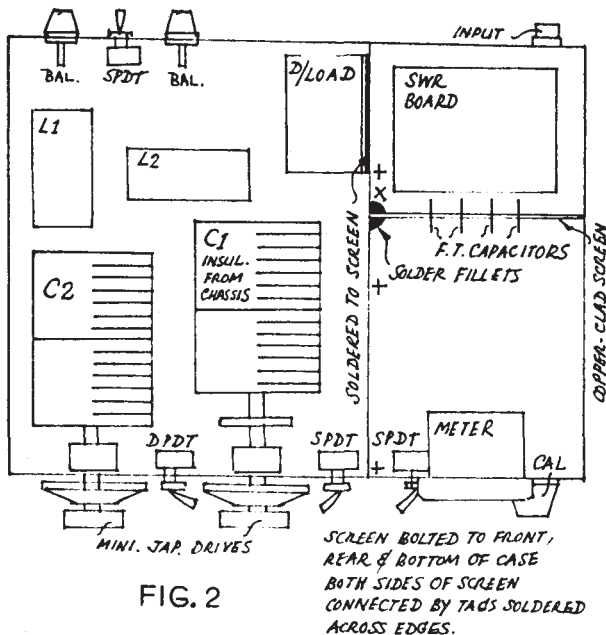 INPUT
BAL.
SPDT
BAL.
D/LOAD
SWR
BOARD
L1
L2
SOLDERED TO SCREEN
C1
INSUL.
FROM
CHASSIS
C2
F.T. CAPACITORS
SOLDER FILLETS
COPPER-CLAD SCREEN
DPDT
SPDT
SPDT
METER
CAL
MINI. JAP. DRIVES
SCREEN BOLTED TO FRONT,
REAR & BOTTOM OF CASE
BOTH SIDES OF SCREEN
CONNECTED BY TAGS SOLDERED
ACROSS EDGES.
FIG. 2